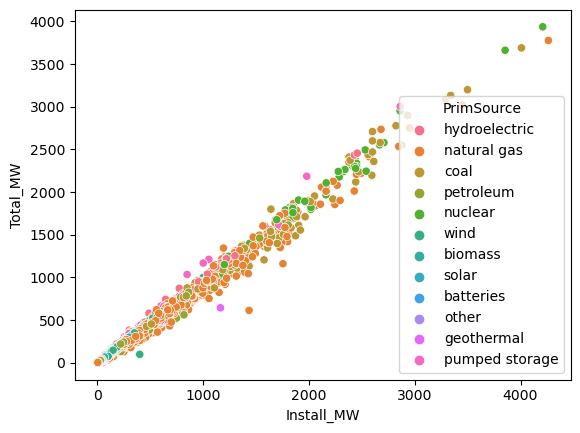 4000
3500
3000
2500
2000
1500
1000
500
0
Total_MW
0
1000
2000
3000
4000
Install_MW
PrimSource
hydroelectric
natural gas
coal
petroleum
nuclear
wind
biomass
solar
batteries
other
geothermal
pumped storage